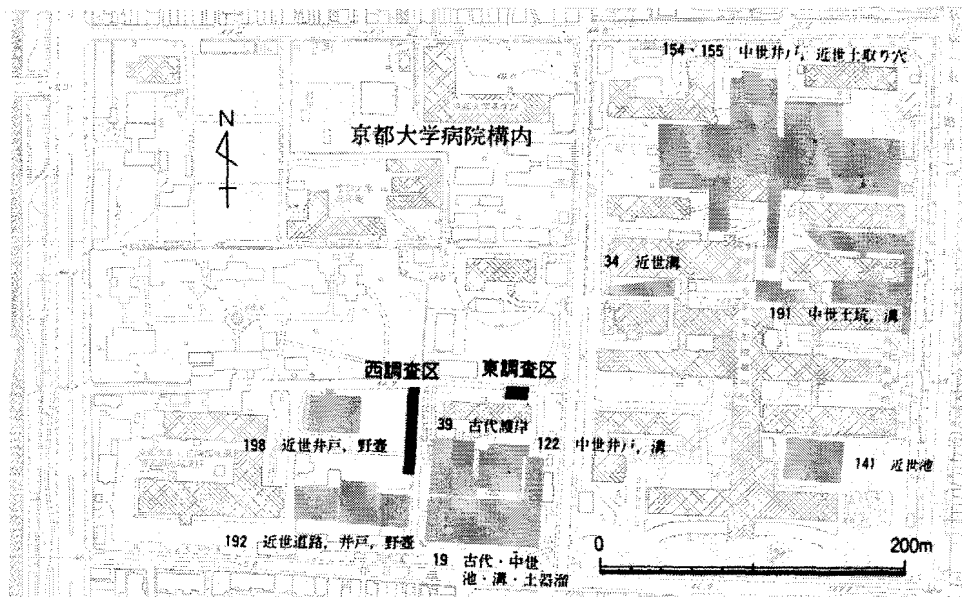 154・155 中世井戸，近世土取り穴
N
京都大学病院構内
34 近世溝
191 中世土坑，溝
西調査区
東調査区
39 古代護岸
198 近世井戸，野壺
122 中世井戸，溝
141 近世池
192 近世道路，井戸，野壺
19 古代・中世
池・溝・土器溜
0
200m